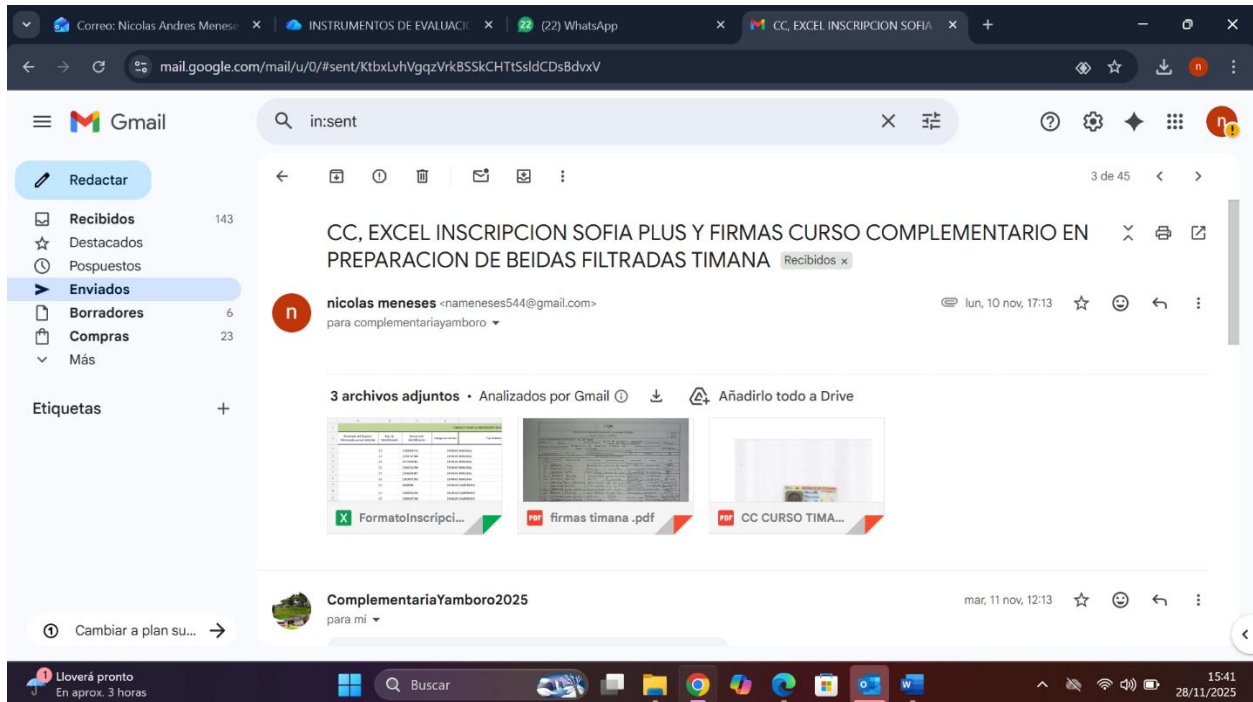 Correo: Nicolas Andres Menese
INSTRUMENTOS DE EVALUACIC
(22) WhatsApp
CC, EXCEL INSCRIPCION SOFIA
mail.google.com/mail/u/0/#sent/KtbxLvhVgqzVrkBSSkCHTtSsldCDsBdvxV
Gmail
in:sent
Redactar
3 de 45
Recibidos 143
Destacados
Pospuestos
Enviados
Borradores 6
Compras 23
Más
Etiquetas
CC, EXCEL INSCRIPCION SOFIA PLUS Y FIRMAS CURSO COMPLEMENTARIO EN
PREPARACION DE BEIDAS FILTRADAS TIMANA Recibidos x
nicolas meneses <nameneses544@gmail.com> lun, 10 nov, 17:13
para complementariayamboro
3 archivos adjuntos • Analizados por Gmail Añadirlo todo a Drive
FormatoInscripci...
firmas timana .pdf
CC CURSO TIMA...
ComplementariaYamboro2025 mar, 11 nov, 12:13
para mí
Cambiar a plan su...
Lloverá pronto
En aprox. 3 horas
Buscar
15:41
28/11/2025